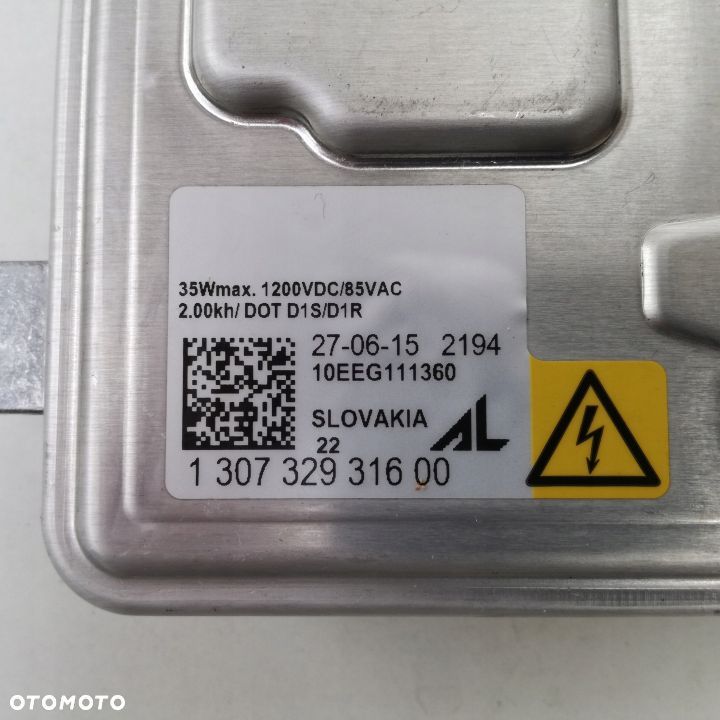 35Wmax. 1200VDC/85VAC
2.00kh/ DOT D1S/D1R
27-06-15 2194
10EEG111360
SLOVAKIA
AL
22
1 307 329 316 00
OTOMOTO